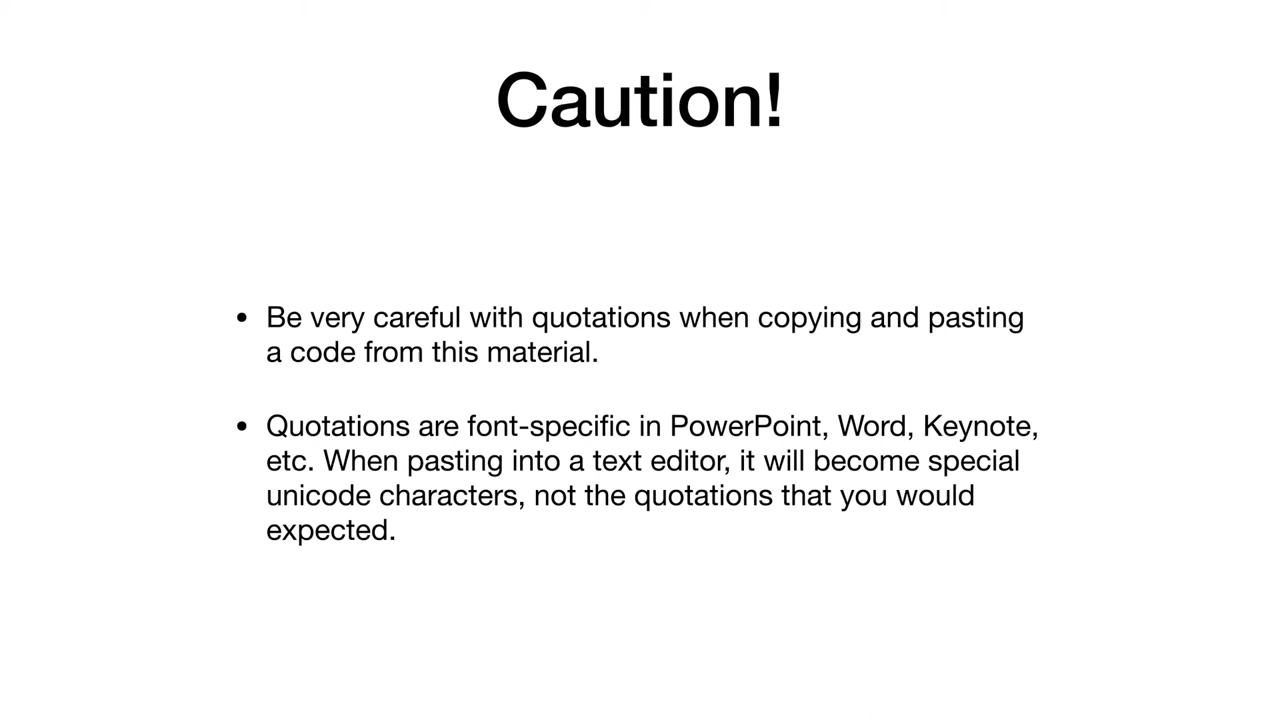 Caution!
• Be very careful with quotations when copying and pasting
a code from this material.
• Quotations are font-specific in PowerPoint, Word, Keynote,
etc. When pasting into a text editor, it will become special
unicode characters, not the quotations that you would
expected.